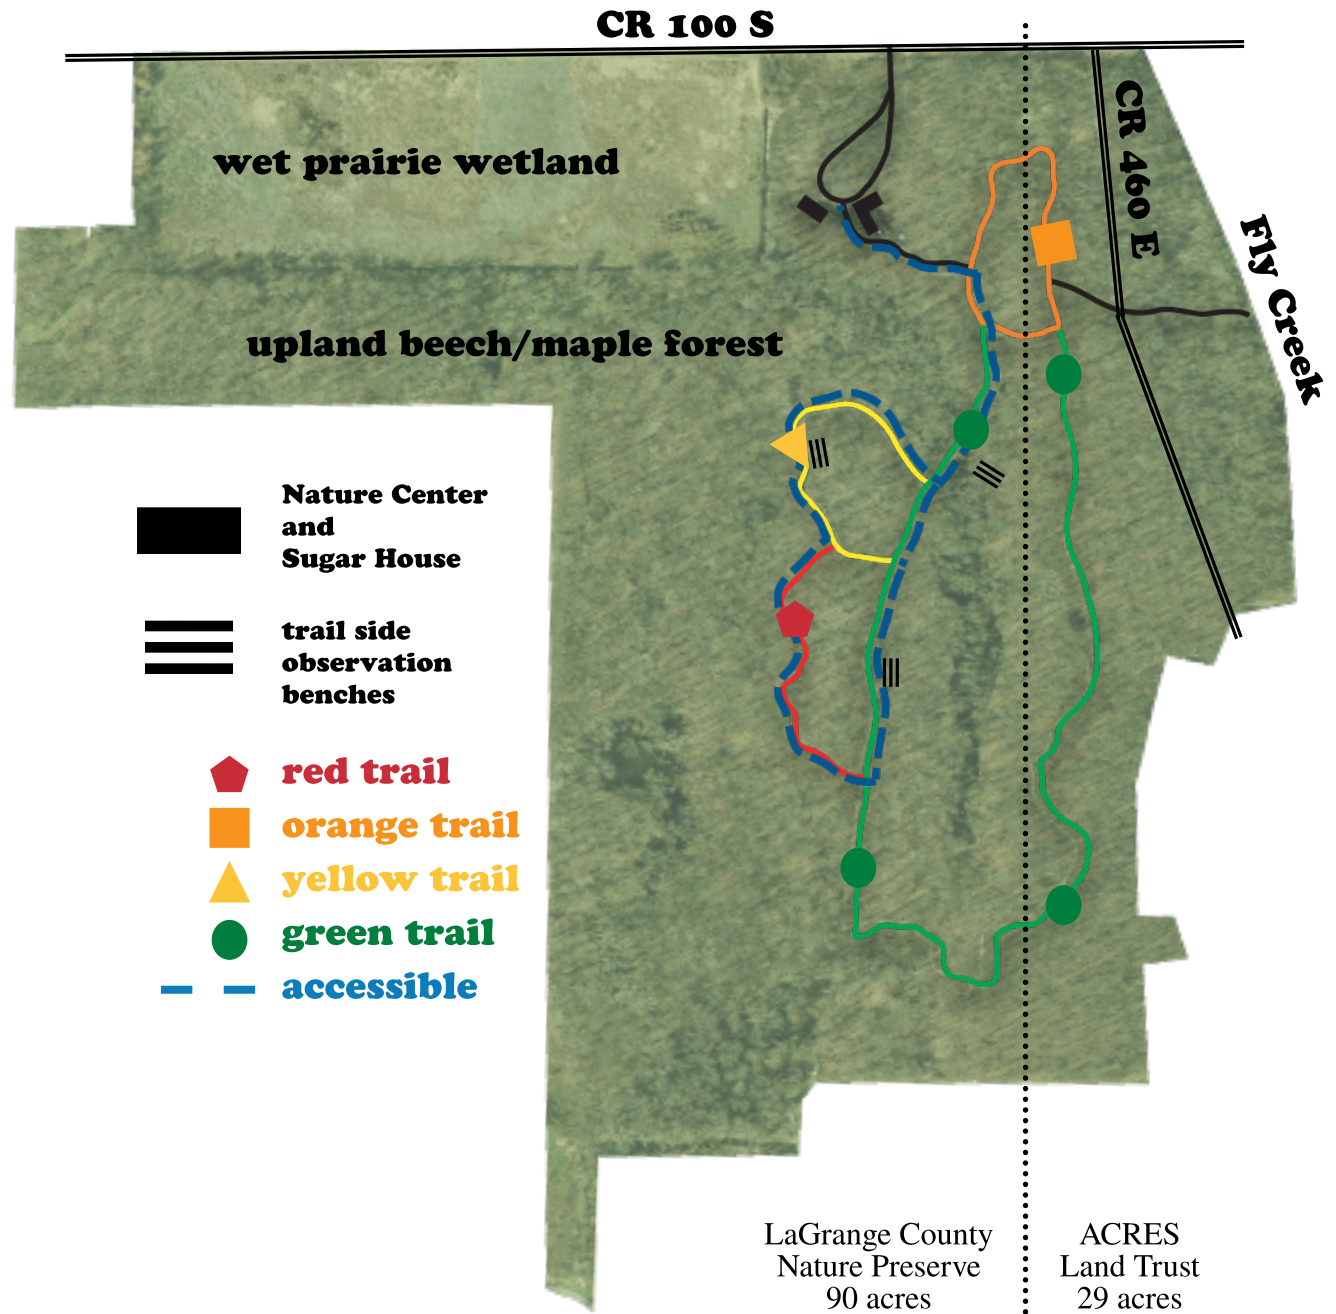 CR 100 S
CR 460 E
wet prairie wetland
Fly Creek
upland beech/maple forest
Nature Center
and
Sugar House
trail side
observation
benches
red trail
orange trail
yellow trail
green trail
accessible
LaGrange County
Nature Preserve
90 acres
ACRES
Land Trust
29 acres